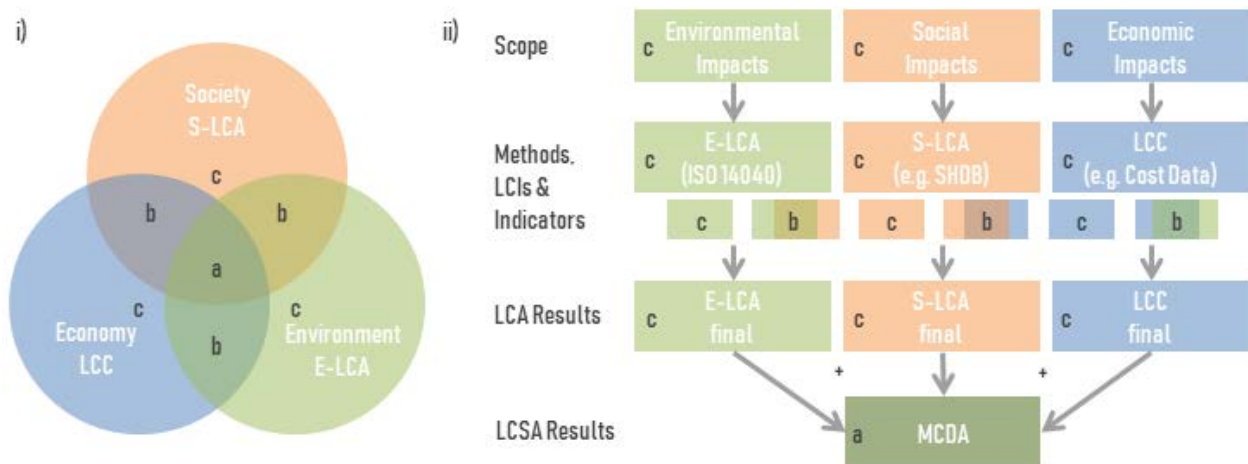 i)
Society
S-LCA
c
b
b
a
c
c
Economy
LCC
Environment
E-LCA
b
ii)
Scope
c
Environmental
Impacts
c
Social
Impacts
c
Economic
Impacts
Methods,
LCIs &
Indicators
c
E-LCA
(ISO 14040)
c
S-LCA
(e.g. SHDB)
c
LCC
(e.g. Cost Data)
c
b
c
b
c
b
LCA Results
c
E-LCA
final
c
S-LCA
final
c
LCC
final
+
+
LCSA Results
a
MCDA